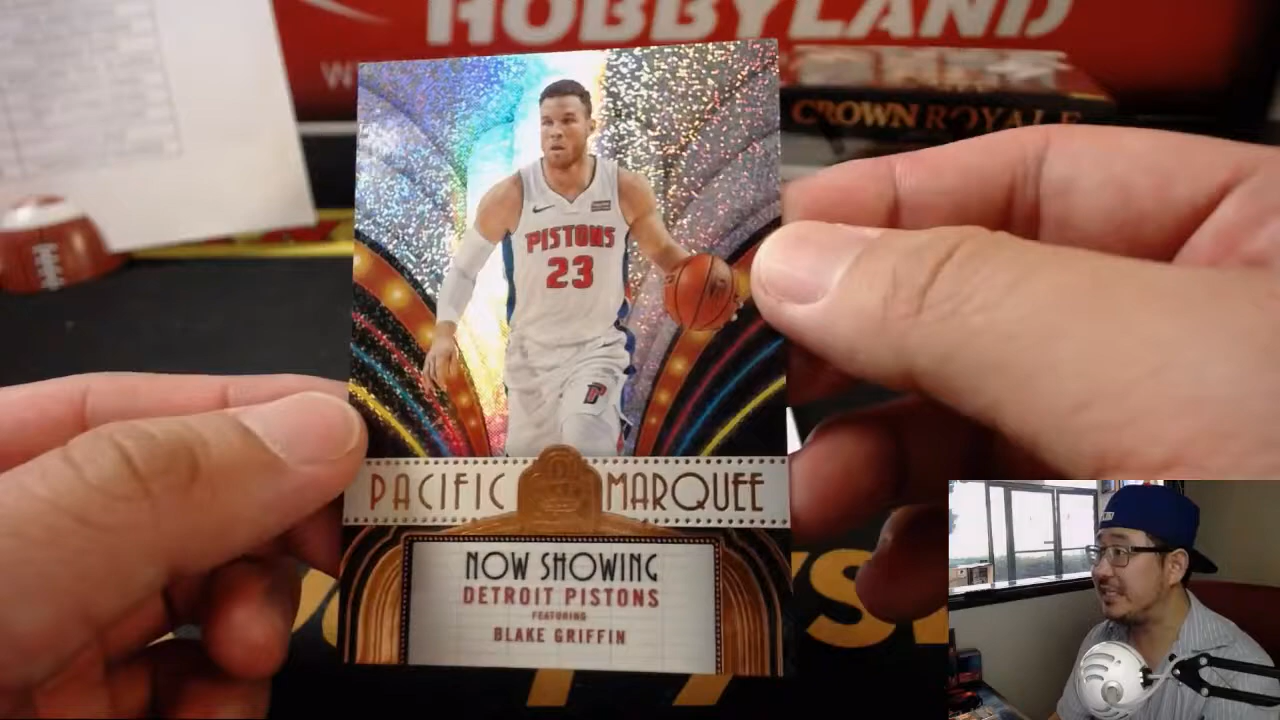 HOBBYLAND
W
CROWN ROYALE
PISTONS
23
PACIFIC MARQUEE
NOW SHOWING
DETROIT PISTONS
FEATURING
BLAKE GRIFFIN